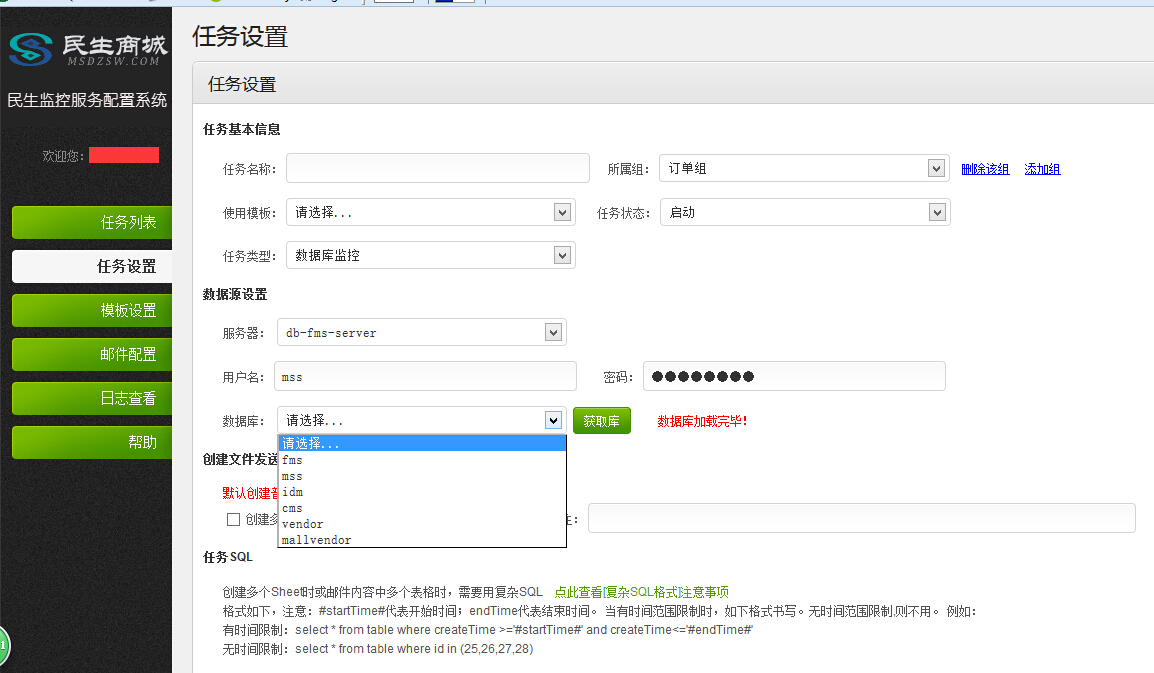 民生商城
MSDZSW.COM
民生监控服务配置系统
欢迎您：
任务列表
任务设置
模板设置
邮件配置
日志查看
帮助
任务设置
任务设置
任务基本信息
任务名称： 所属组： 订单组 删除该组 添加组
使用模板： 请选择... 任务状态： 启动
任务类型： 数据库监控
数据源设置
服务器： db-fms-server
用户名： mss 密码： ●●●●●●●●
数据库： 请选择... 获取库 数据库加载完毕！
请选择...
fms
mss
idm
cms
vendor
mallvendor
创建文件发送
默认创建
创建多
任务SQL
创建多个Sheet时或邮件内容中多个表格时，需要用复杂SQL 点此查看[复杂SQL格式]注意事项
格式如下，注意：#startTime#代表开始时间；endTime代表结束时间。 当有时间范围限制时，如下格式书写。无时间范围限制,则不用。 例如：
有时间限制：select * from table where createTime >='#startTime#' and createTime<='#endTime#'
无时间限制：select * from table where id in (25,26,27,28)
1